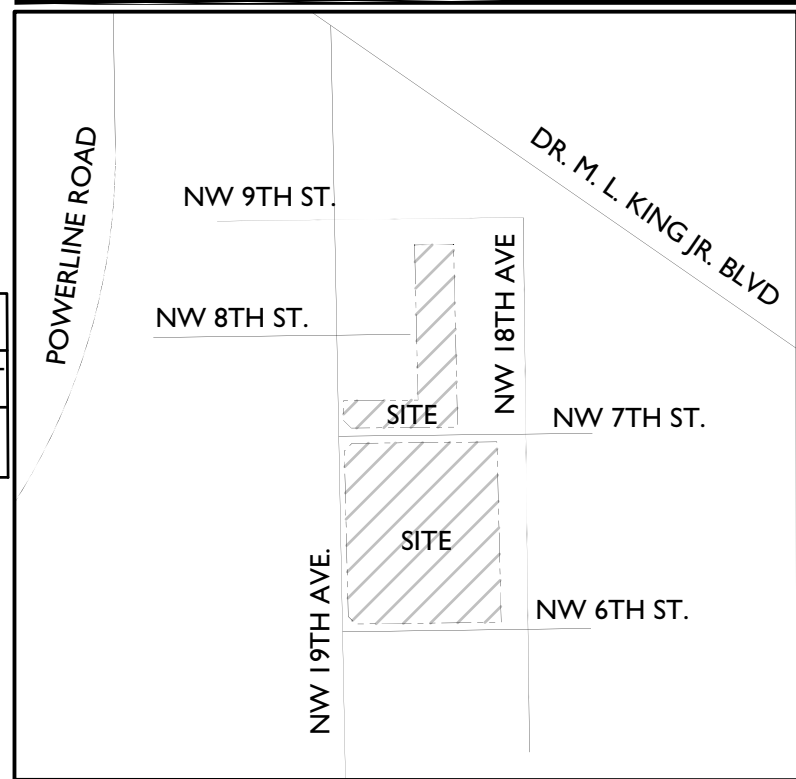 DR. M. L. KING JR. BLVD
POWERLINE ROAD
NW 9TH ST.
NW 18TH AVE
NW 8TH ST.
SITE
NW 7TH ST.
SITE
NW 19TH AVE.
NW 6TH ST.